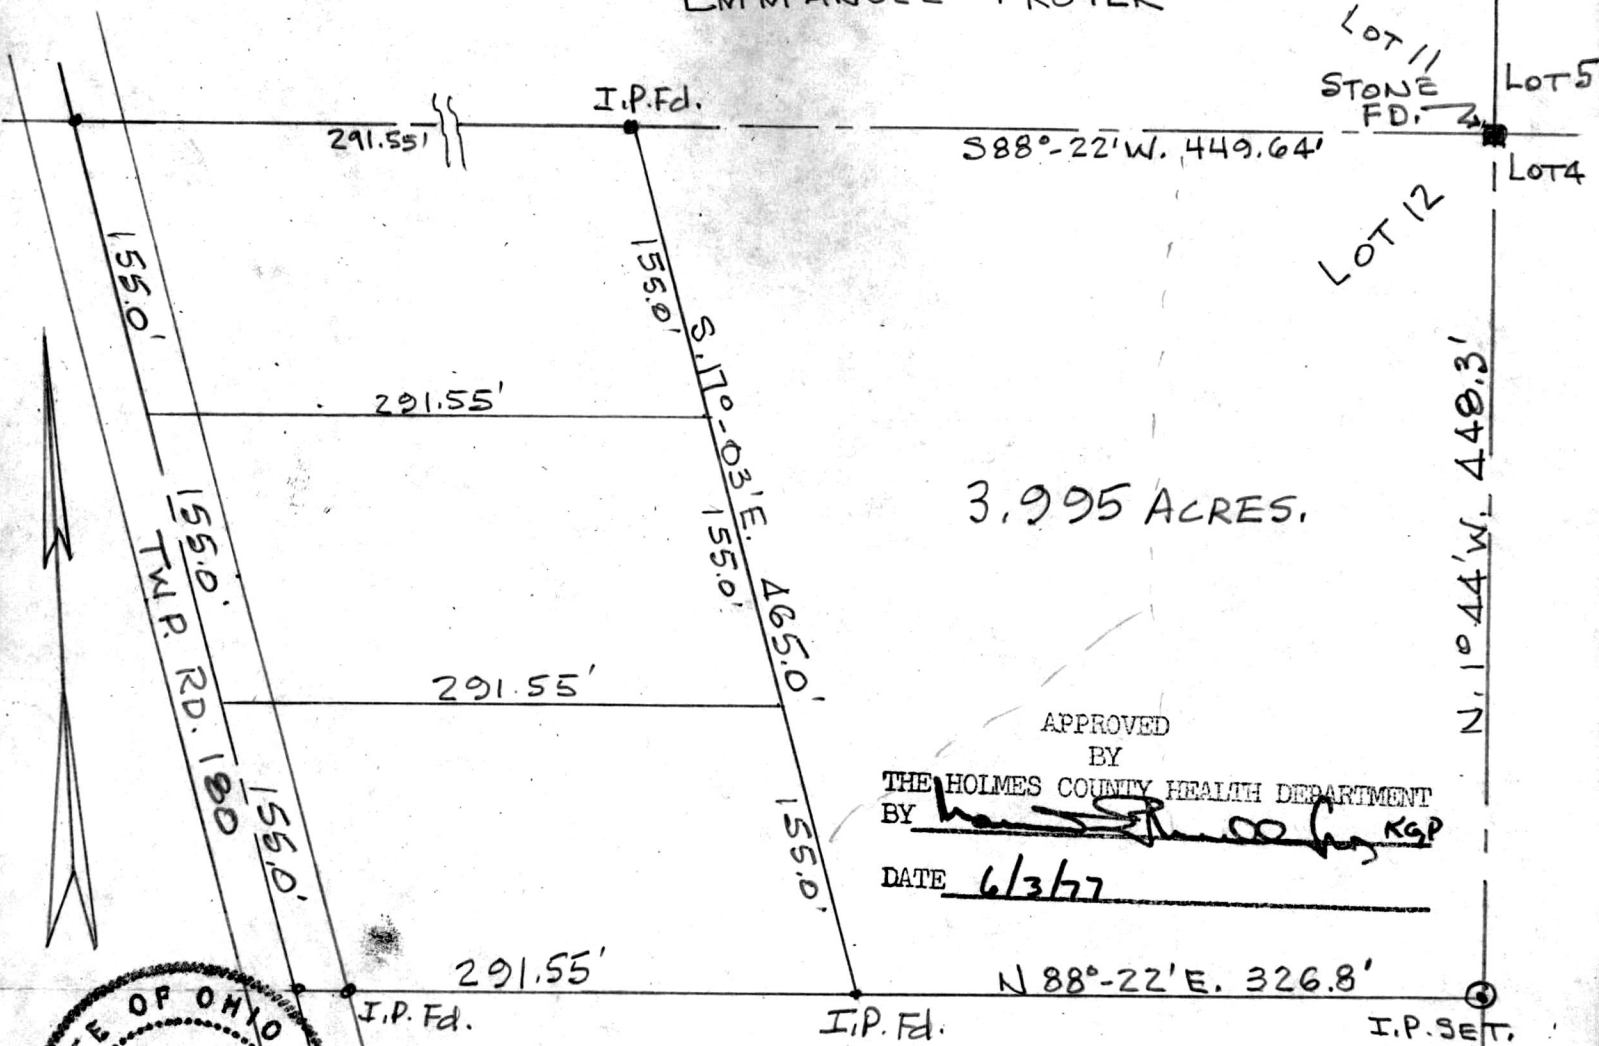 EMMANUEL TROYER
LOT 11
STONE
FD.
LOT 5
I.P.Fd.
291.55'
S88°-22'W. 449.64'
LOT 4
LOT 12
155.0'
155.0'
S.17°-03'E. 465.0'
291.55'
N.1°44'W. 448.3'
155.0'
155.0'
3.995 ACRES.
TWP. RD. 180
291.55'
APPROVED
BY
THE HOLMES COUNTY HEALTH DEPARTMENT
BY KGP
DATE 6/3/77
155.0'
155.0'
291.55'
N 88°-22'E. 326.8'
I.P. Fd.
I.P. Fd.
I.P. SET.
E OF OHIO